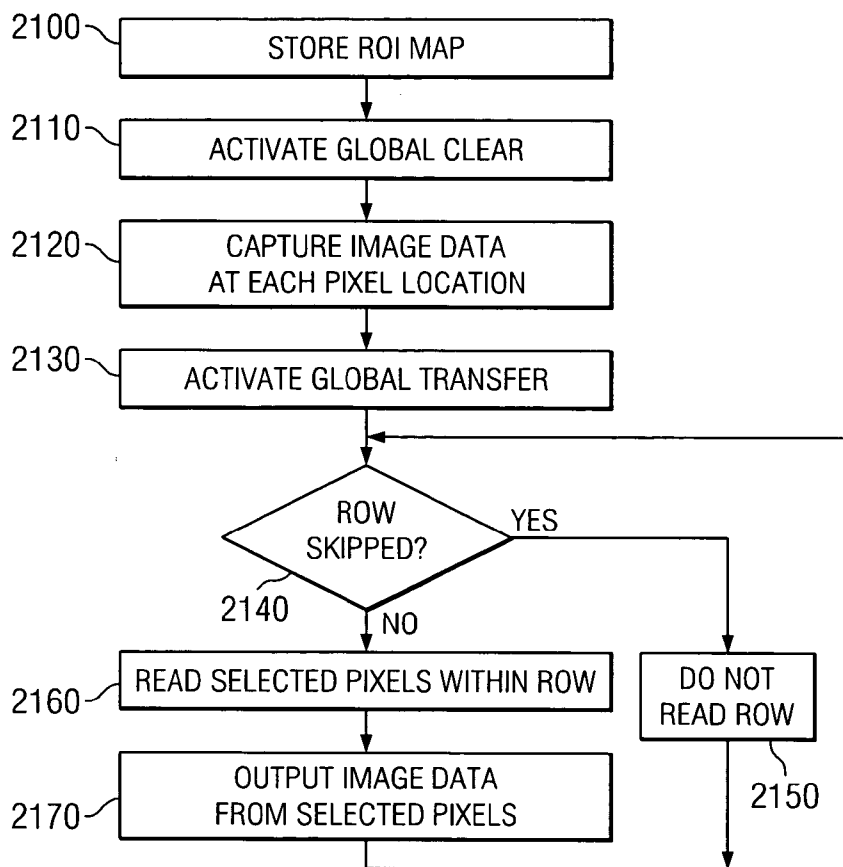 2100
STORE ROI MAP
2110
ACTIVATE GLOBAL CLEAR
2120
CAPTURE IMAGE DATA
AT EACH PIXEL LOCATION
2130
ACTIVATE GLOBAL TRANSFER
ROW
SKIPPED?
YES
2140
NO
2160
READ SELECTED PIXELS WITHIN ROW
DO NOT
READ ROW
2150
2170
OUTPUT IMAGE DATA
FROM SELECTED PIXELS